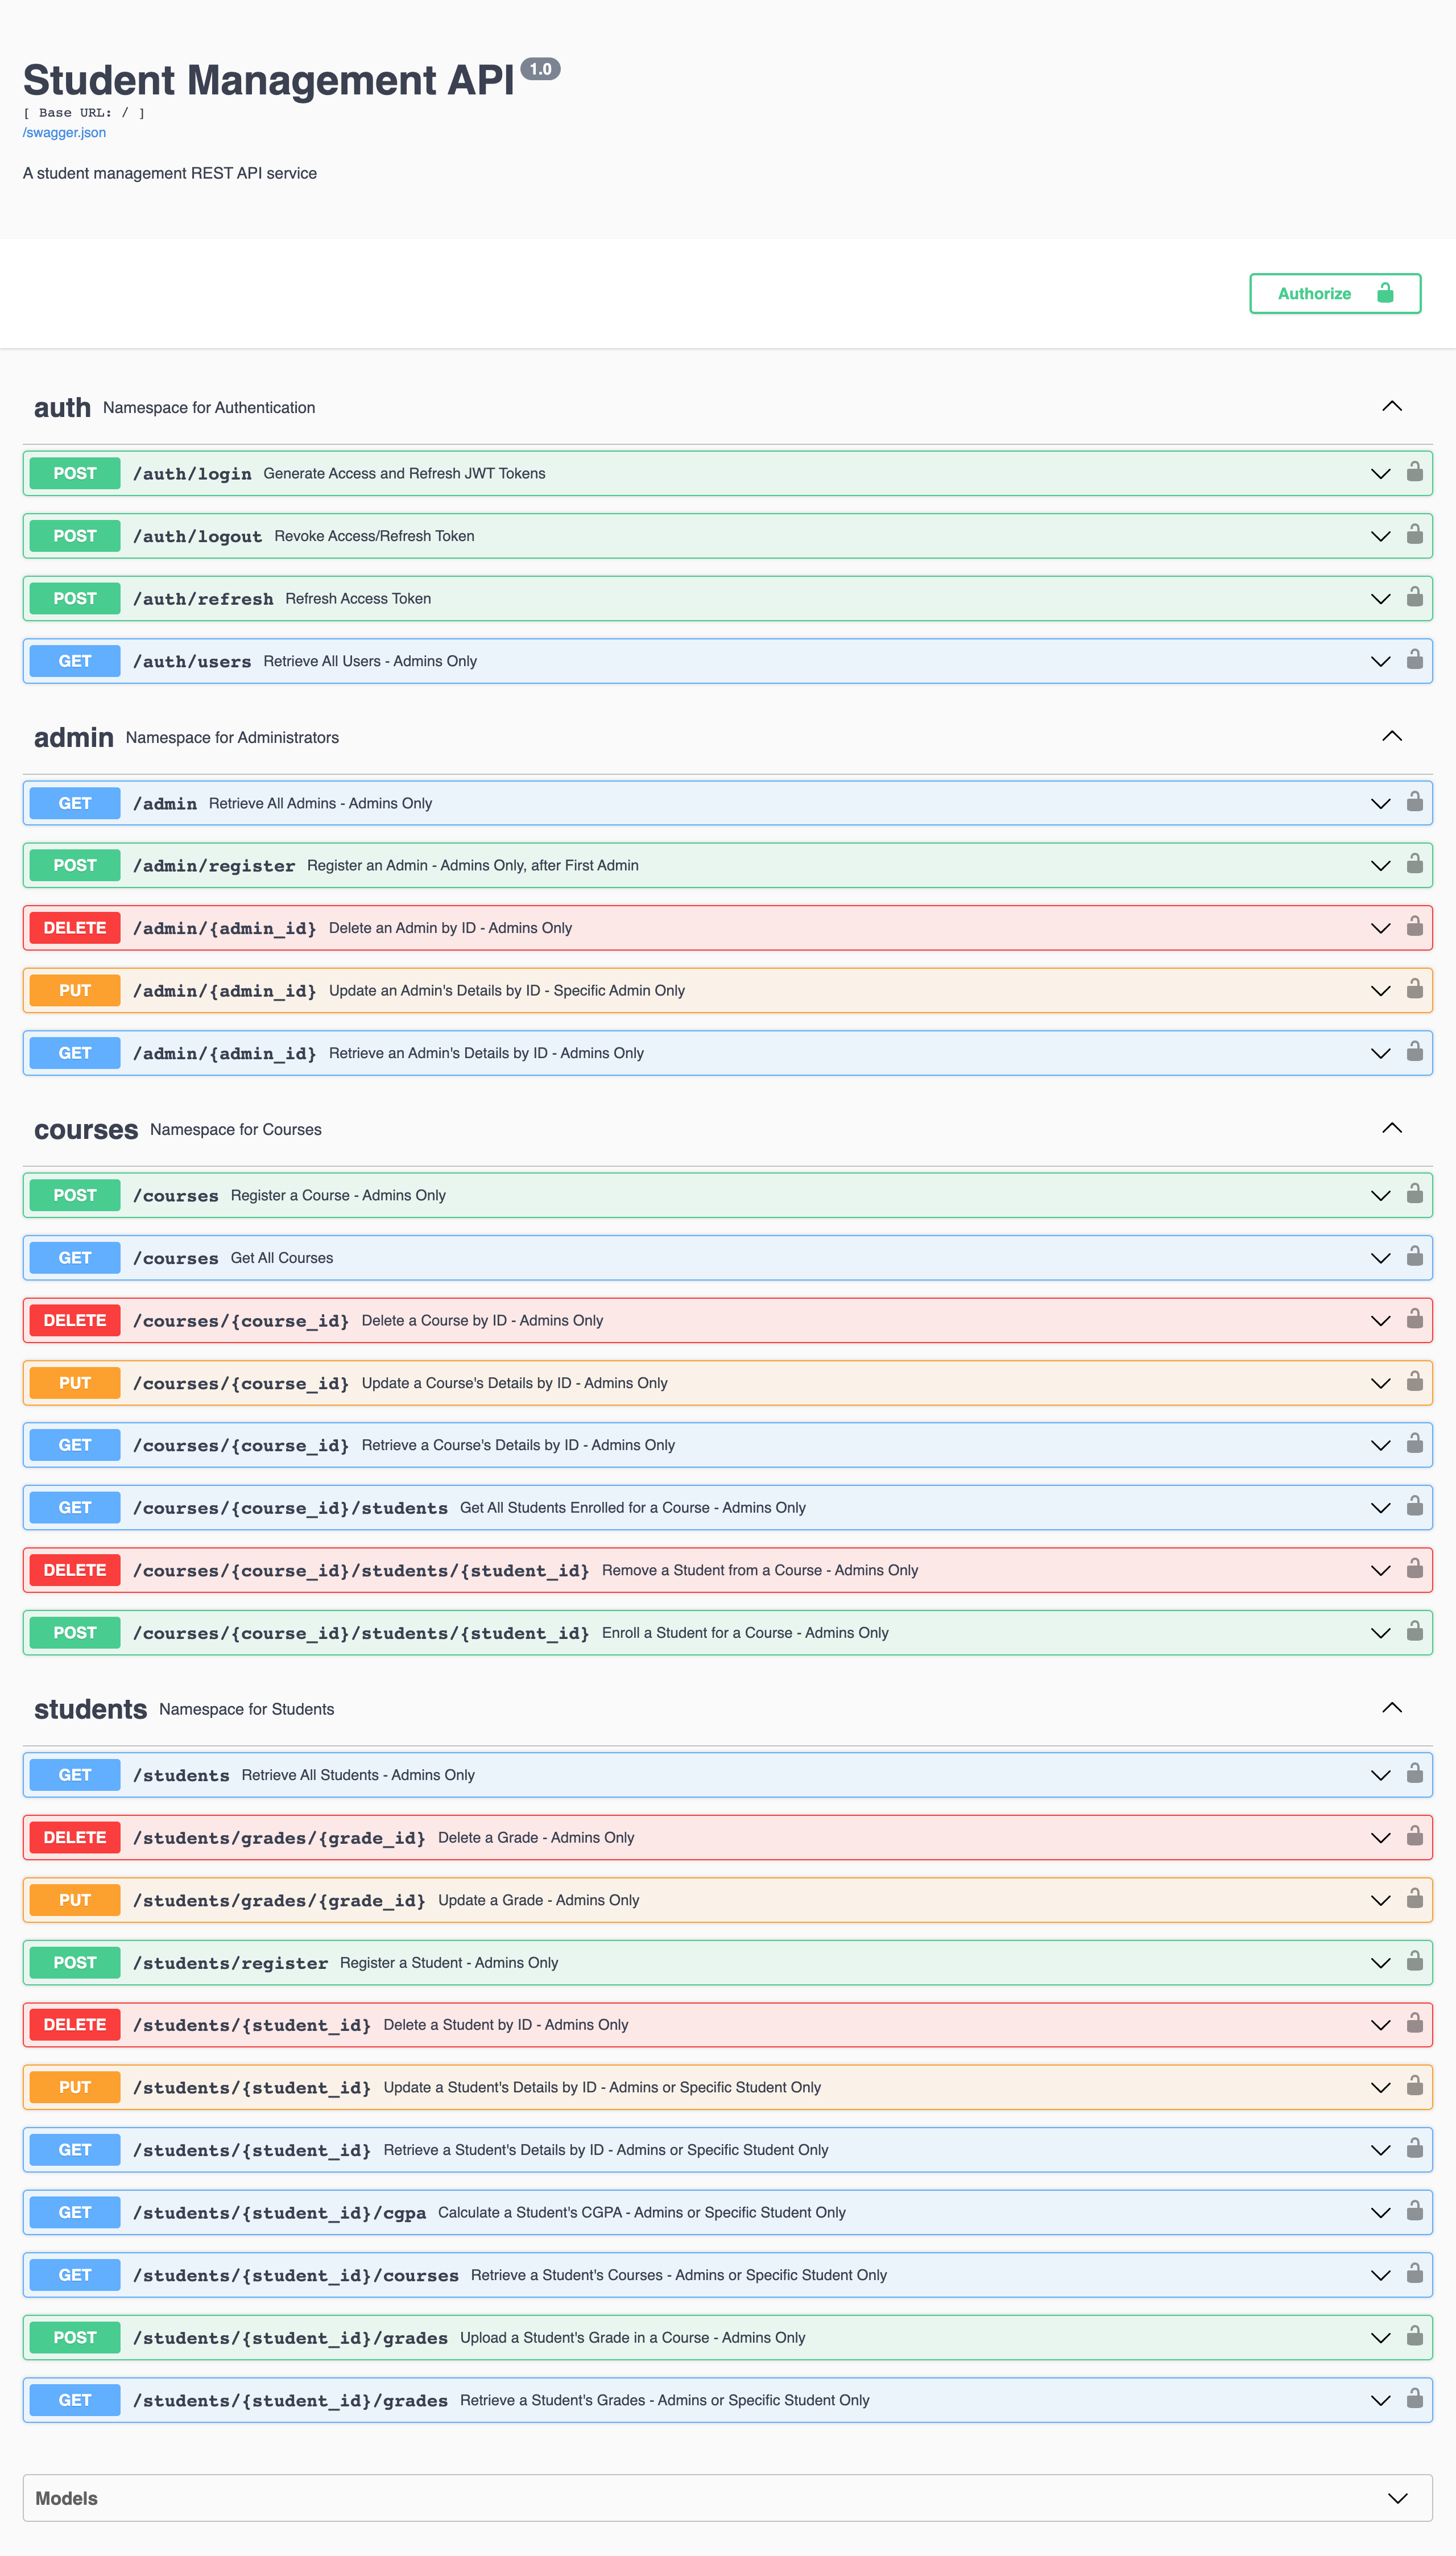 Student Management API 1.0
[ Base URL: / ]
/swagger.json
A student management REST API service
Authorize
auth Namespace for Authentication
POST /auth/login Generate Access and Refresh JWT Tokens
POST /auth/logout Revoke Access/Refresh Token
POST /auth/refresh Refresh Access Token
GET /auth/users Retrieve All Users - Admins Only
admin Namespace for Administrators
GET /admin Retrieve All Admins - Admins Only
POST /admin/register Register an Admin - Admins Only, after First Admin
DELETE /admin/{admin_id} Delete an Admin by ID - Admins Only
PUT /admin/{admin_id} Update an Admin's Details by ID - Specific Admin Only
GET /admin/{admin_id} Retrieve an Admin's Details by ID - Admins Only
courses Namespace for Courses
POST /courses Register a Course - Admins Only
GET /courses Get All Courses
DELETE /courses/{course_id} Delete a Course by ID - Admins Only
PUT /courses/{course_id} Update a Course's Details by ID - Admins Only
GET /courses/{course_id} Retrieve a Course's Details by ID - Admins Only
GET /courses/{course_id}/students Get All Students Enrolled for a Course - Admins Only
DELETE /courses/{course_id}/students/{student_id} Remove a Student from a Course - Admins Only
POST /courses/{course_id}/students/{student_id} Enroll a Student for a Course - Admins Only
students Namespace for Students
GET /students Retrieve All Students - Admins Only
DELETE /students/grades/{grade_id} Delete a Grade - Admins Only
PUT /students/grades/{grade_id} Update a Grade - Admins Only
POST /students/register Register a Student - Admins Only
DELETE /students/{student_id} Delete a Student by ID - Admins Only
PUT /students/{student_id} Update a Student's Details by ID - Admins or Specific Student Only
GET /students/{student_id} Retrieve a Student's Details by ID - Admins or Specific Student Only
GET /students/{student_id}/cgpa Calculate a Student's CGPA - Admins or Specific Student Only
GET /students/{student_id}/courses Retrieve a Student's Courses - Admins or Specific Student Only
POST /students/{student_id}/grades Upload a Student's Grade in a Course - Admins Only
GET /students/{student_id}/grades Retrieve a Student's Grades - Admins or Specific Student Only
Models